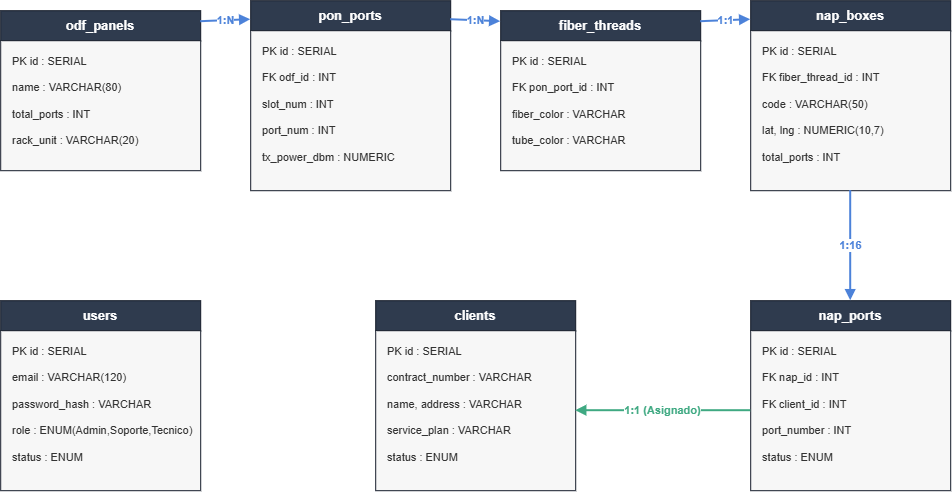 odf_panels
PK id : SERIAL
name : VARCHAR(80)
total_ports : INT
rack_unit : VARCHAR(20)
1:N
pon_ports
PK id : SERIAL
FK odf_id : INT
slot_num : INT
port_num : INT
tx_power_dbm : NUMERIC
1:N
fiber_threads
PK id : SERIAL
FK pon_port_id : INT
fiber_color : VARCHAR
tube_color : VARCHAR
1:1
nap_boxes
PK id : SERIAL
FK fiber_thread_id : INT
code : VARCHAR(50)
lat, lng : NUMERIC(10,7)
total_ports : INT
1:16
users
PK id : SERIAL
email : VARCHAR(120)
password_hash : VARCHAR
role : ENUM(Admin,Soporte,Tecnico)
status : ENUM
clients
PK id : SERIAL
contract_number : VARCHAR
name, address : VARCHAR
service_plan : VARCHAR
status : ENUM
1:1 (Asignado)
nap_ports
PK id : SERIAL
FK nap_id : INT
FK client_id : INT
port_number : INT
status : ENUM